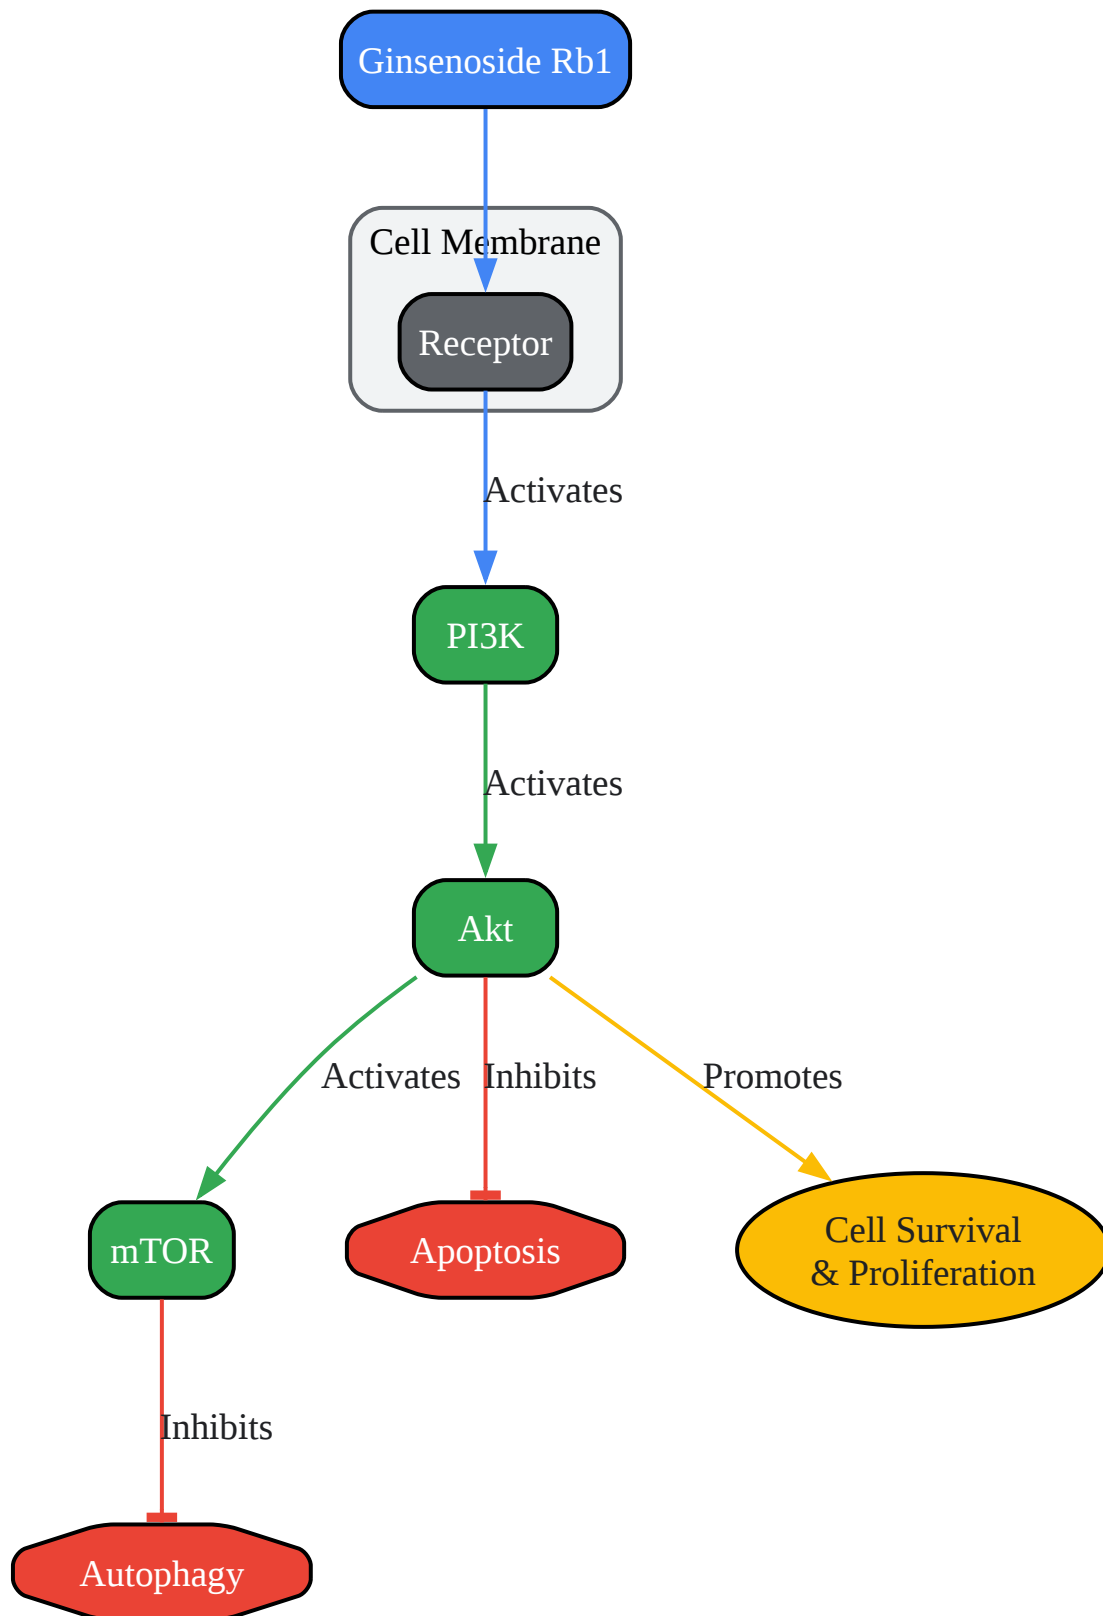 Ginsenoside Rb1
Cell Membrane
Receptor
Activates
PI3K
Activates
Akt
Activates
Inhibits
Promotes
mTOR
Apoptosis
Cell Survival
& Proliferation
Inhibits
Autophagy